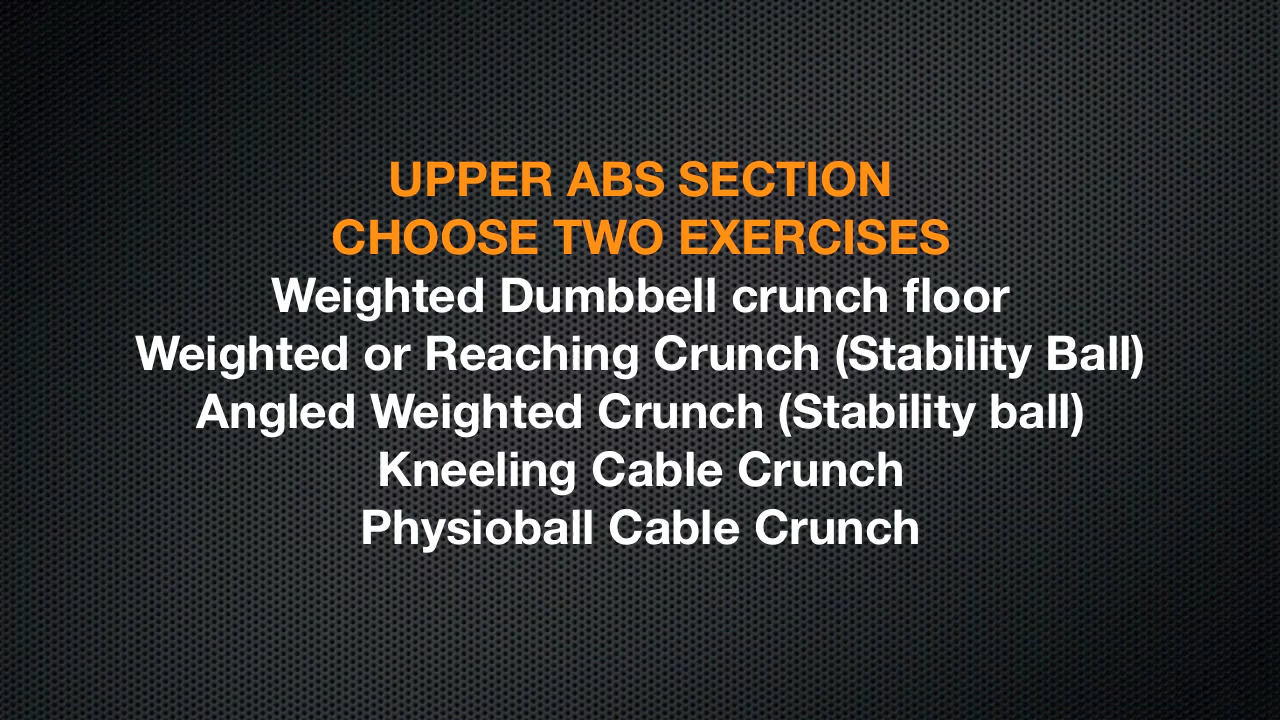 UPPER ABS SECTION
CHOOSE TWO EXERCISES
Weighted Dumbbell crunch floor
Weighted or Reaching Crunch (Stability Ball)
Angled Weighted Crunch (Stability ball)
Kneeling Cable Crunch
Physioball Cable Crunch